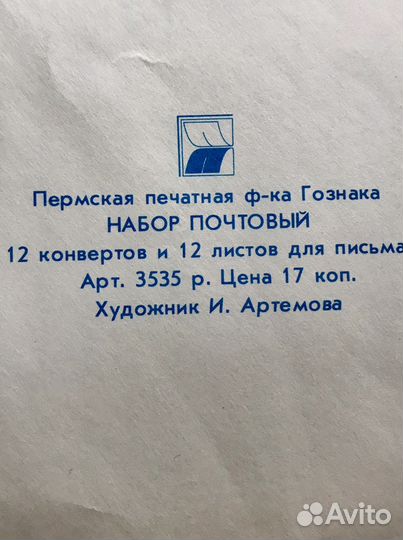 Пермская печатная ф-ка Гознака
НАБОР ПОЧТОВЫЙ
12 конвертов и 12 листов для письма
Арт. 3535 р. Цена 17 коп.
Художник И. Артемова
Avito